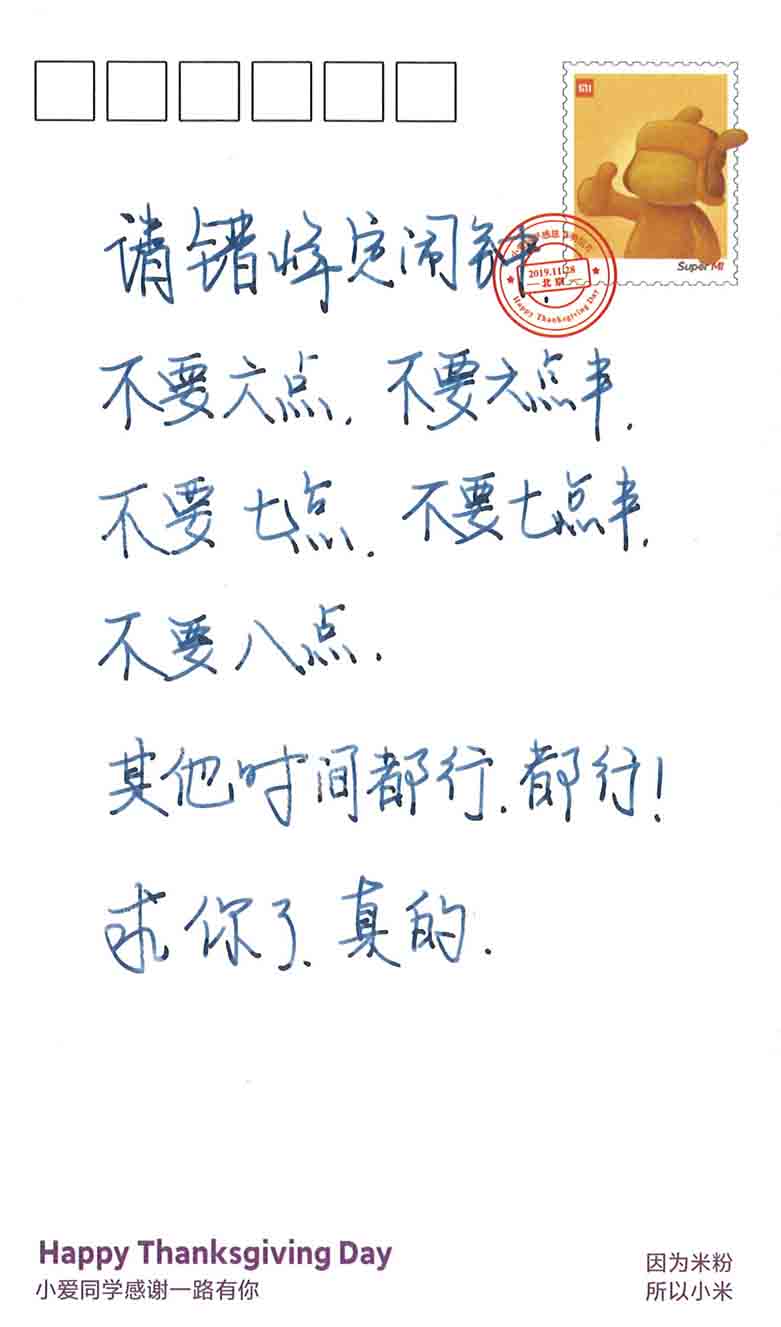 MI
Super MI
2019.11.28
北京
Happy Thanksgiving Day
请错峰定闹钟.
不要六点. 不要六点半.
不要七点. 不要七点半.
不要八点.
其他时间都行. 都行!
求你了. 真的.
Happy Thanksgiving Day
小爱同学感谢一路有你
因为米粉
所以小米